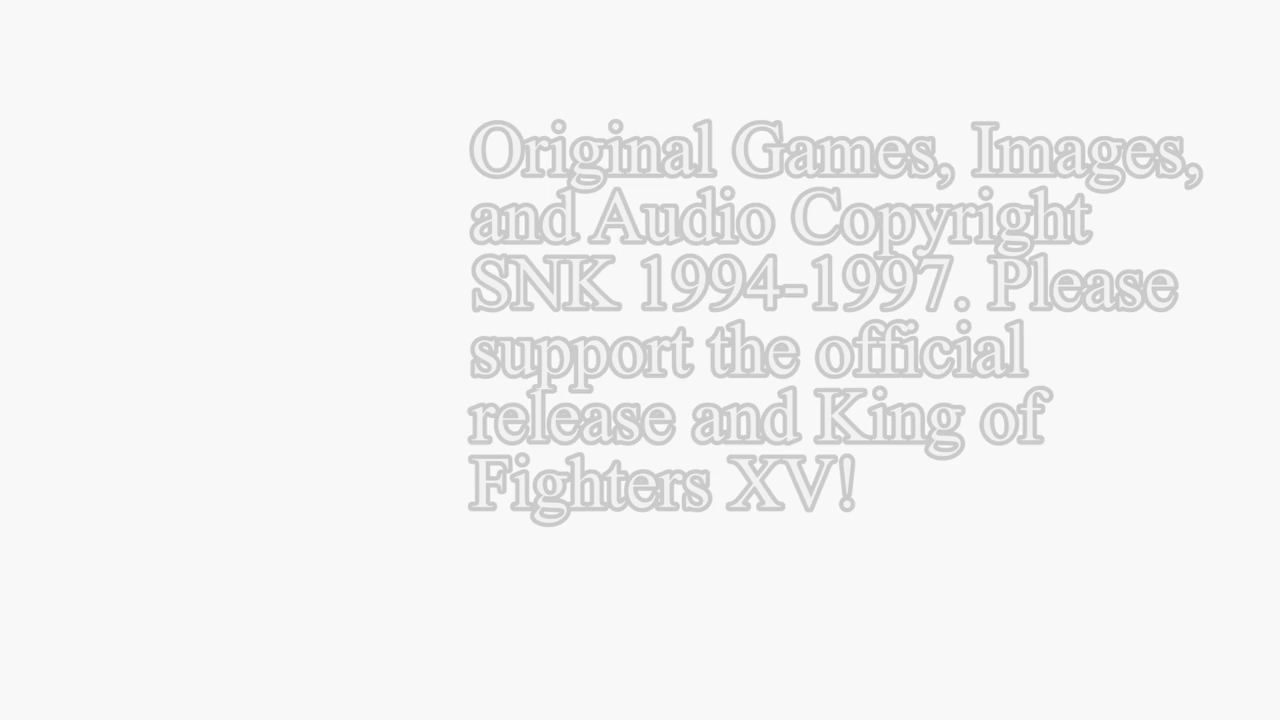 Original Games, Images,
and Audio Copyright
SNK 1994-1997. Please
support the official
release and King of
Fighters XV!